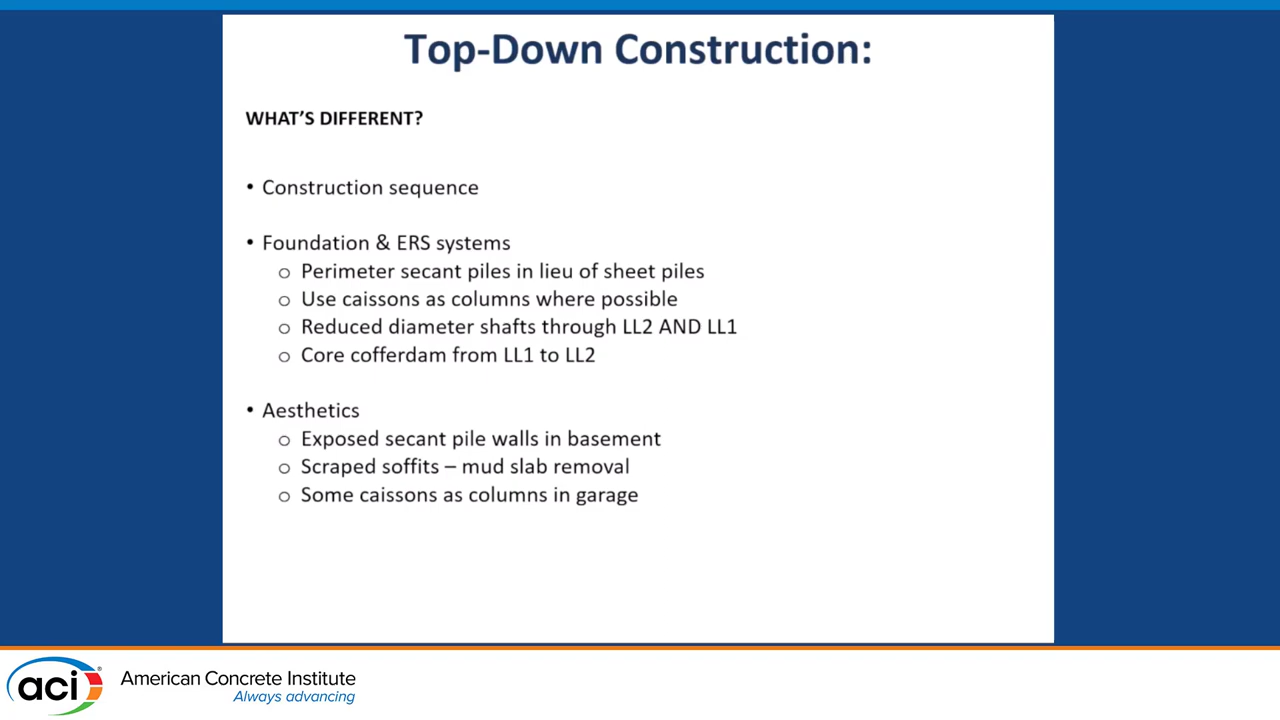 Top-Down Construction:
WHAT'S DIFFERENT?
• Construction sequence
• Foundation & ERS systems
o Perimeter secant piles in lieu of sheet piles
o Use caissons as columns where possible
o Reduced diameter shafts through LL2 AND LL1
o Core cofferdam from LL1 to LL2
• Aesthetics
o Exposed secant pile walls in basement
o Scraped soffits – mud slab removal
o Some caissons as columns in garage
aci®
American Concrete Institute
Always advancing